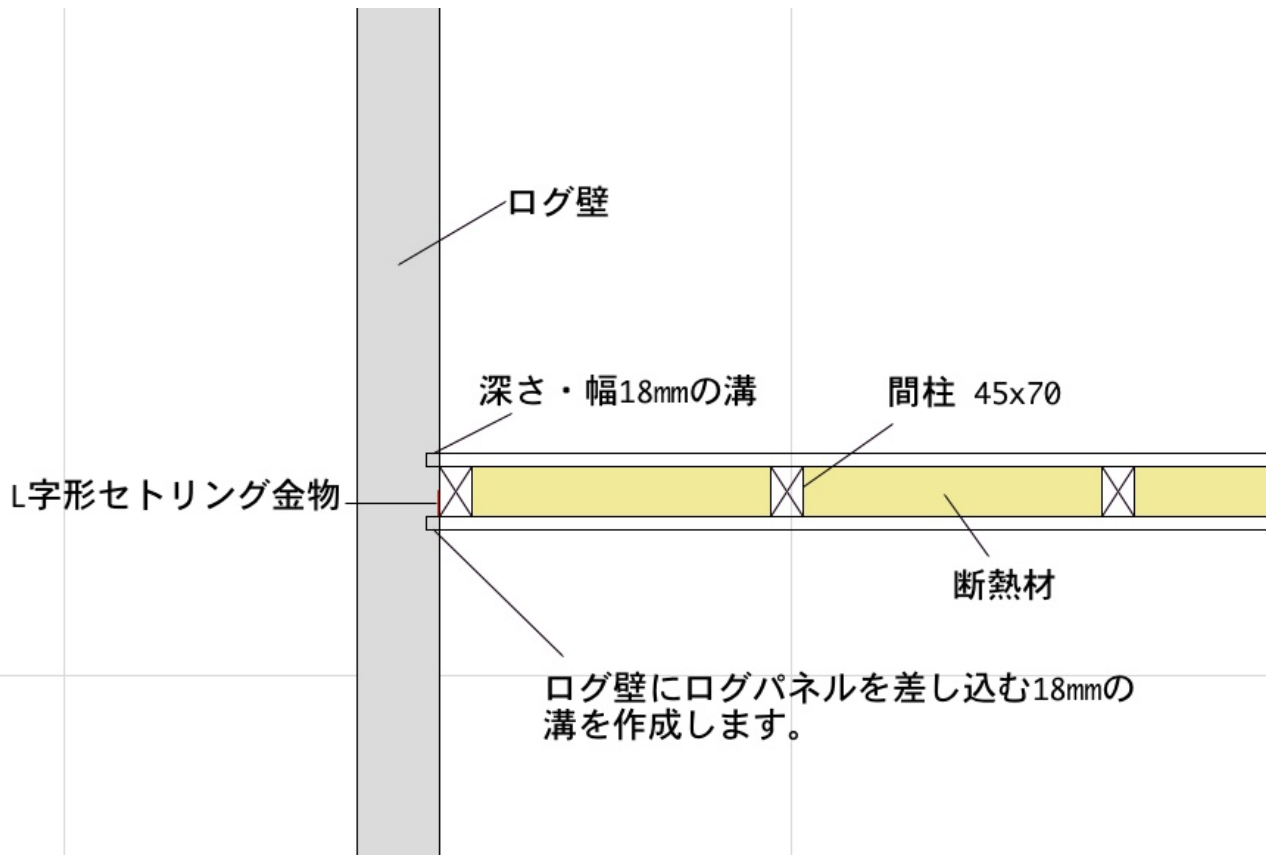 ログ壁
深さ・幅18mmの溝
間柱 45x70
L字形セトリング金物
断熱材
ログ壁にログパネルを差し込む18mmの
溝を作成します。